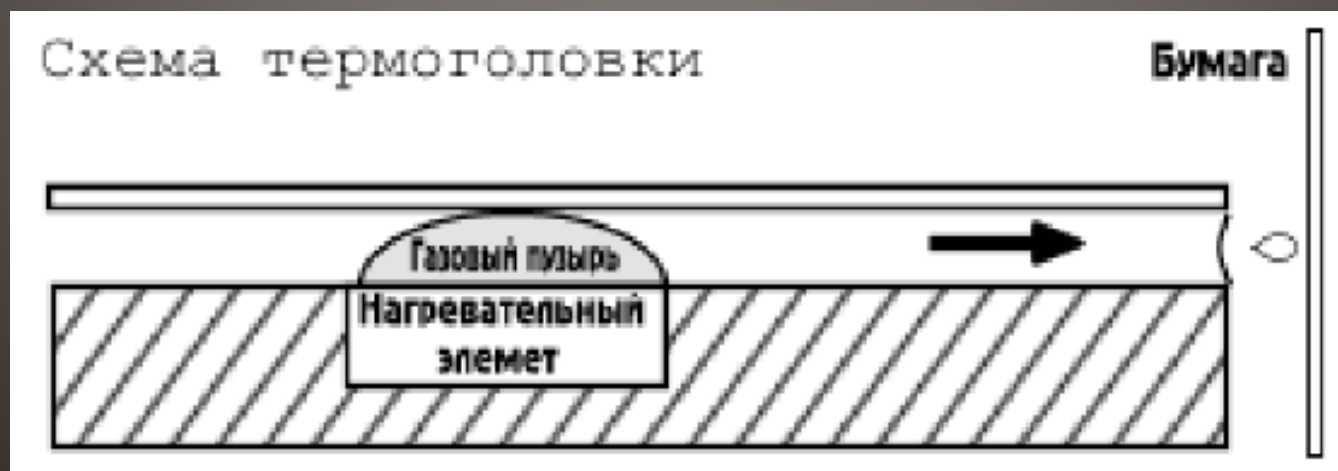 Схема термоголовки
Бумага
Газовый пузырь
Нагревательный
элемет